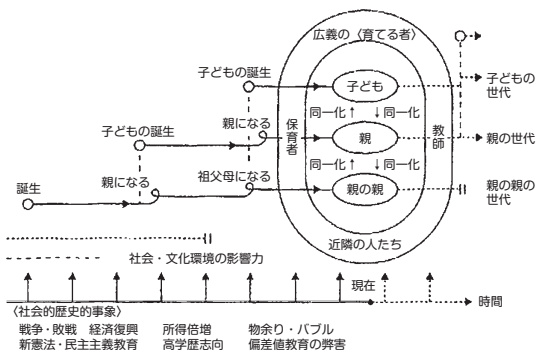 広義の〈育てる者〉
子どもの誕生
子ども
子どもの
世代
同一化↑ ↓同一化
子どもの誕生
親になる
保育者
親
教師
親の世代
同一化↑ ↓同一化
誕生
親になる
祖父母になる
親の親
親の親の
世代
近隣の人たち
社会・文化環境の影響力
現在
時間
〈社会的歴史的事象〉
戦争・敗戦 経済復興 所得倍増 物余り・バブル
新憲法・民主主義教育 高学歴志向 偏差値教育の弊害